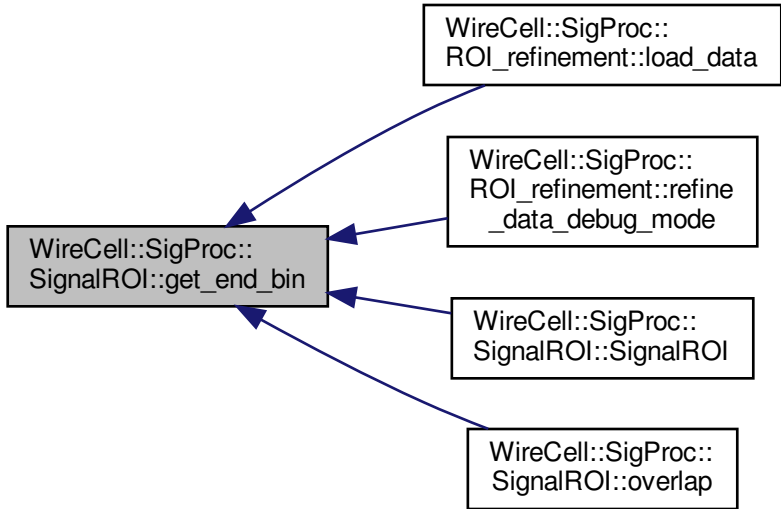 WireCell::SigProc::
ROI_refinement::load_data
WireCell::SigProc::
ROI_refinement::refine
_data_debug_mode
WireCell::SigProc::
SignalROI::get_end_bin
WireCell::SigProc::
SignalROI::SignalROI
WireCell::SigProc::
SignalROI::overlap